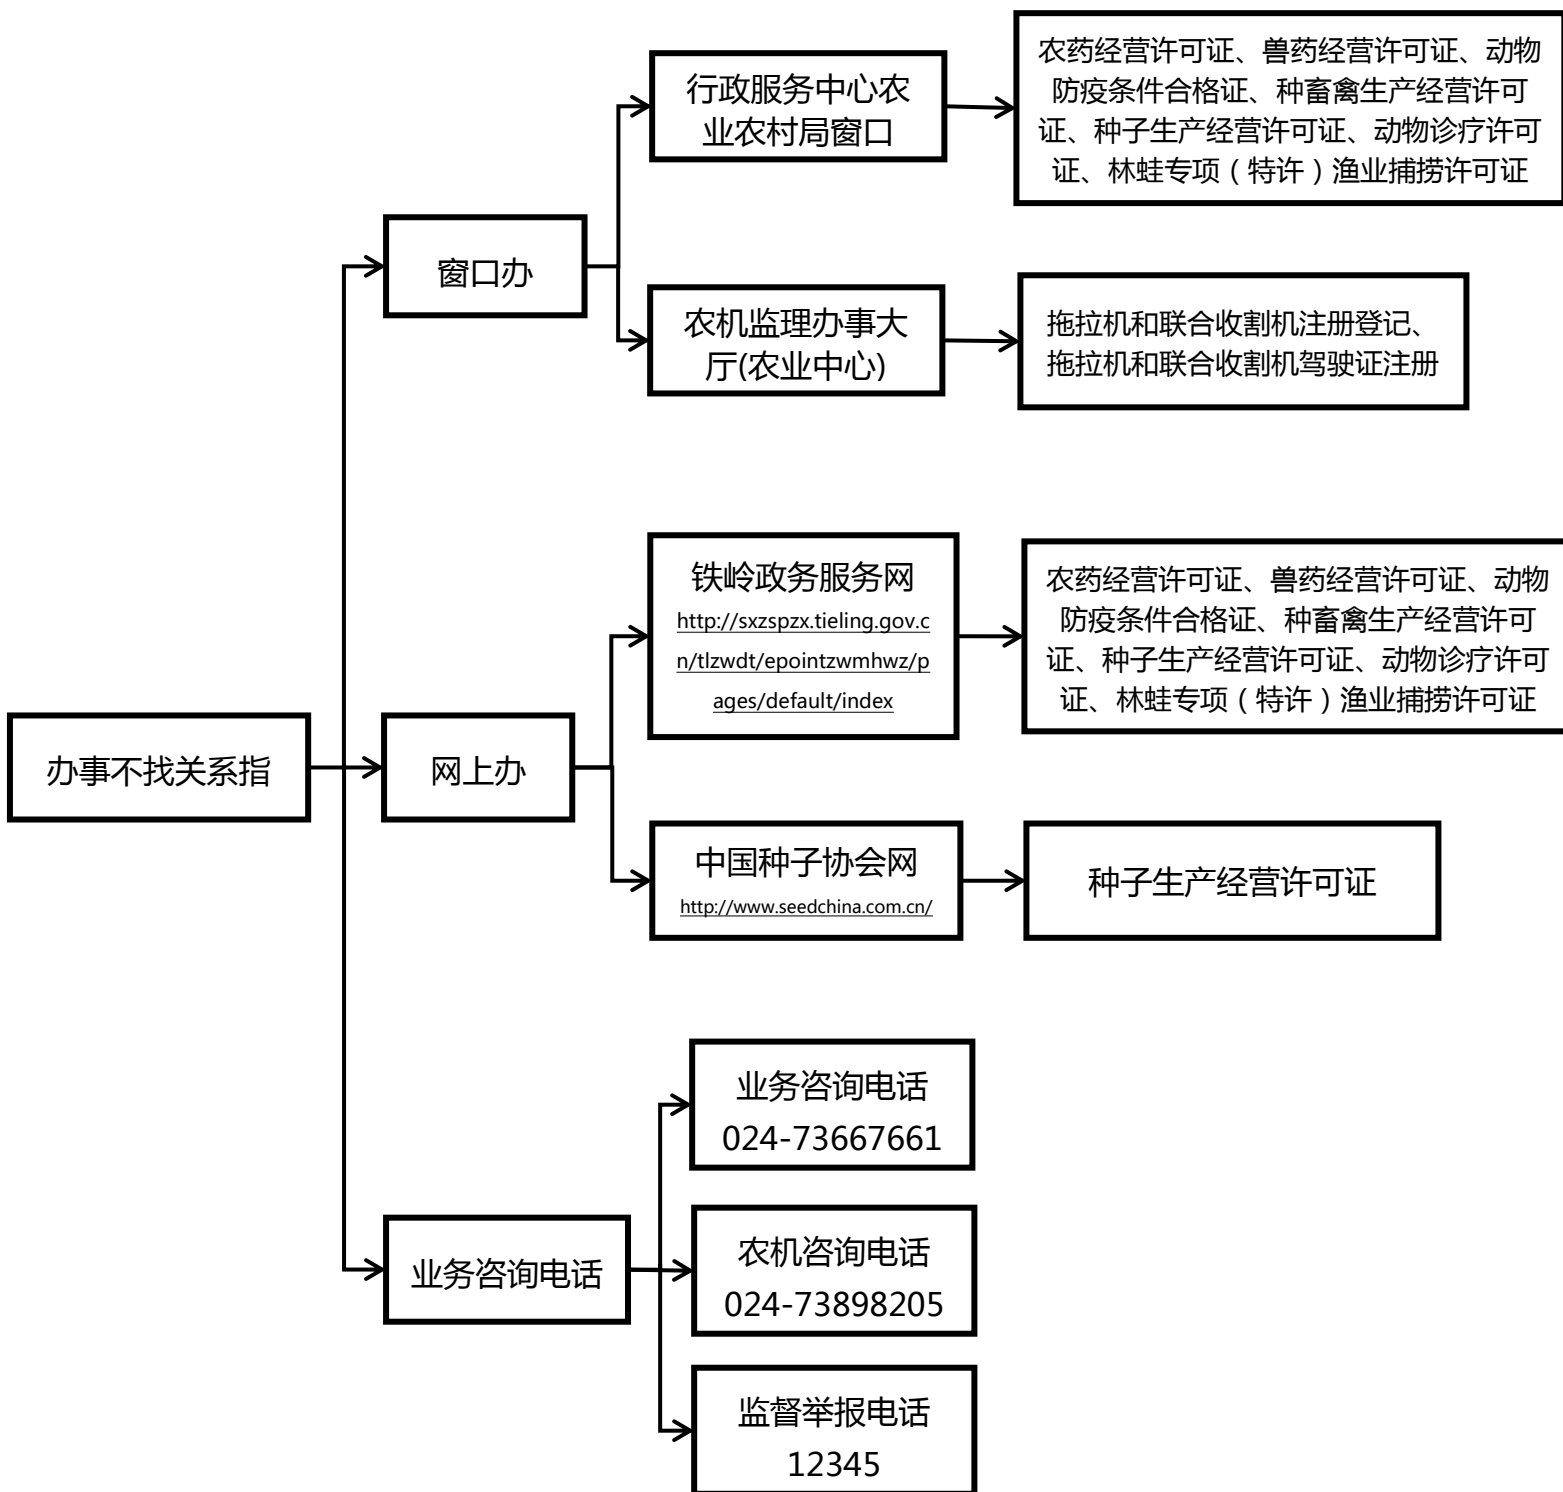 行政服务中心农
业农村局窗口
农药经营许可证、兽药经营许可证、动物
防疫条件合格证、种畜禽生产经营许可
证、种子生产经营许可证、动物诊疗许可
证、林蛙专项（特许）渔业捕捞许可证
窗口办
农机监理办事大
厅(农业中心)
拖拉机和联合收割机注册登记、
拖拉机和联合收割机驾驶证注册
铁岭政务服务网
http://sxzspzx.tieling.gov.c
n/tlzwdt/epointzwmhwz/p
ages/default/index
农药经营许可证、兽药经营许可证、动物
防疫条件合格证、种畜禽生产经营许可
证、种子生产经营许可证、动物诊疗许可
证、林蛙专项（特许）渔业捕捞许可证
办事不找关系指
网上办
中国种子协会网
http://www.seedchina.com.cn/
种子生产经营许可证
业务咨询电话
024-73667661
业务咨询电话
农机咨询电话
024-73898205
监督举报电话
12345